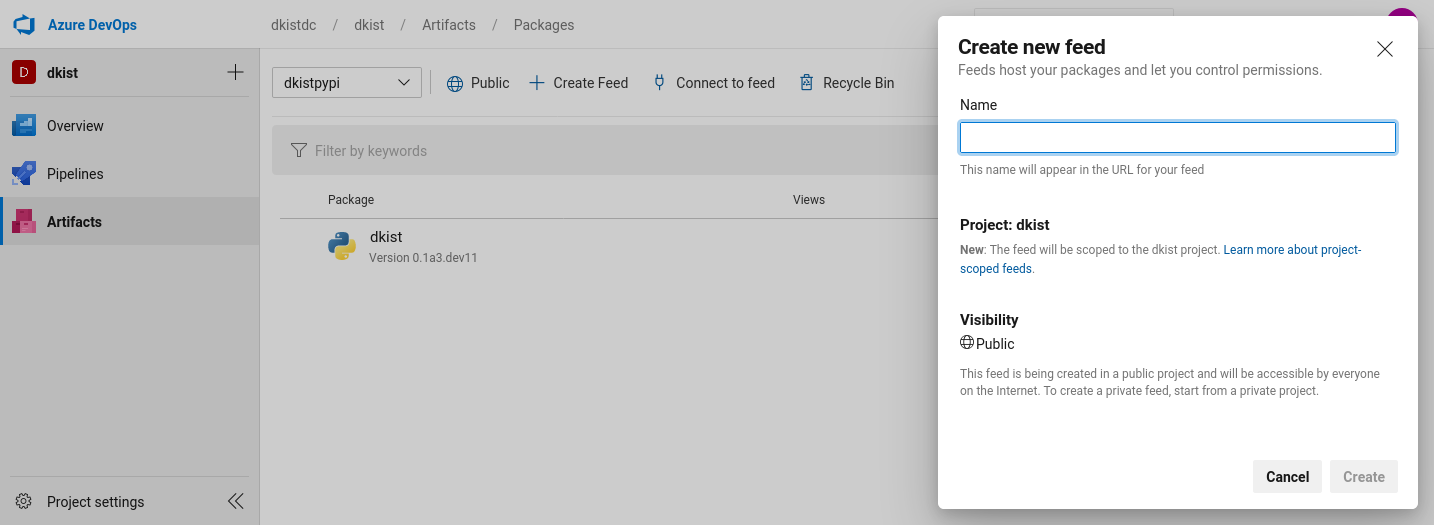 Azure DevOps
dkistdc / dkist / Artifacts / Packages
D dkist
Overview
Pipelines
Artifacts
Project settings
dkistpypi
Public
Create Feed
Connect to feed
Recycle Bin
Filter by keywords
Package Views
dkist
Version 0.1a3.dev11
Create new feed
Feeds host your packages and let you control permissions.
Name
This name will appear in the URL for your feed
Project: dkist
New: The feed will be scoped to the dkist project. Learn more about project-
scoped feeds.
Visibility
Public
This feed is being created in a public project and will be accessible by everyone
on the Internet. To create a private feed, start from a private project.
Cancel Create